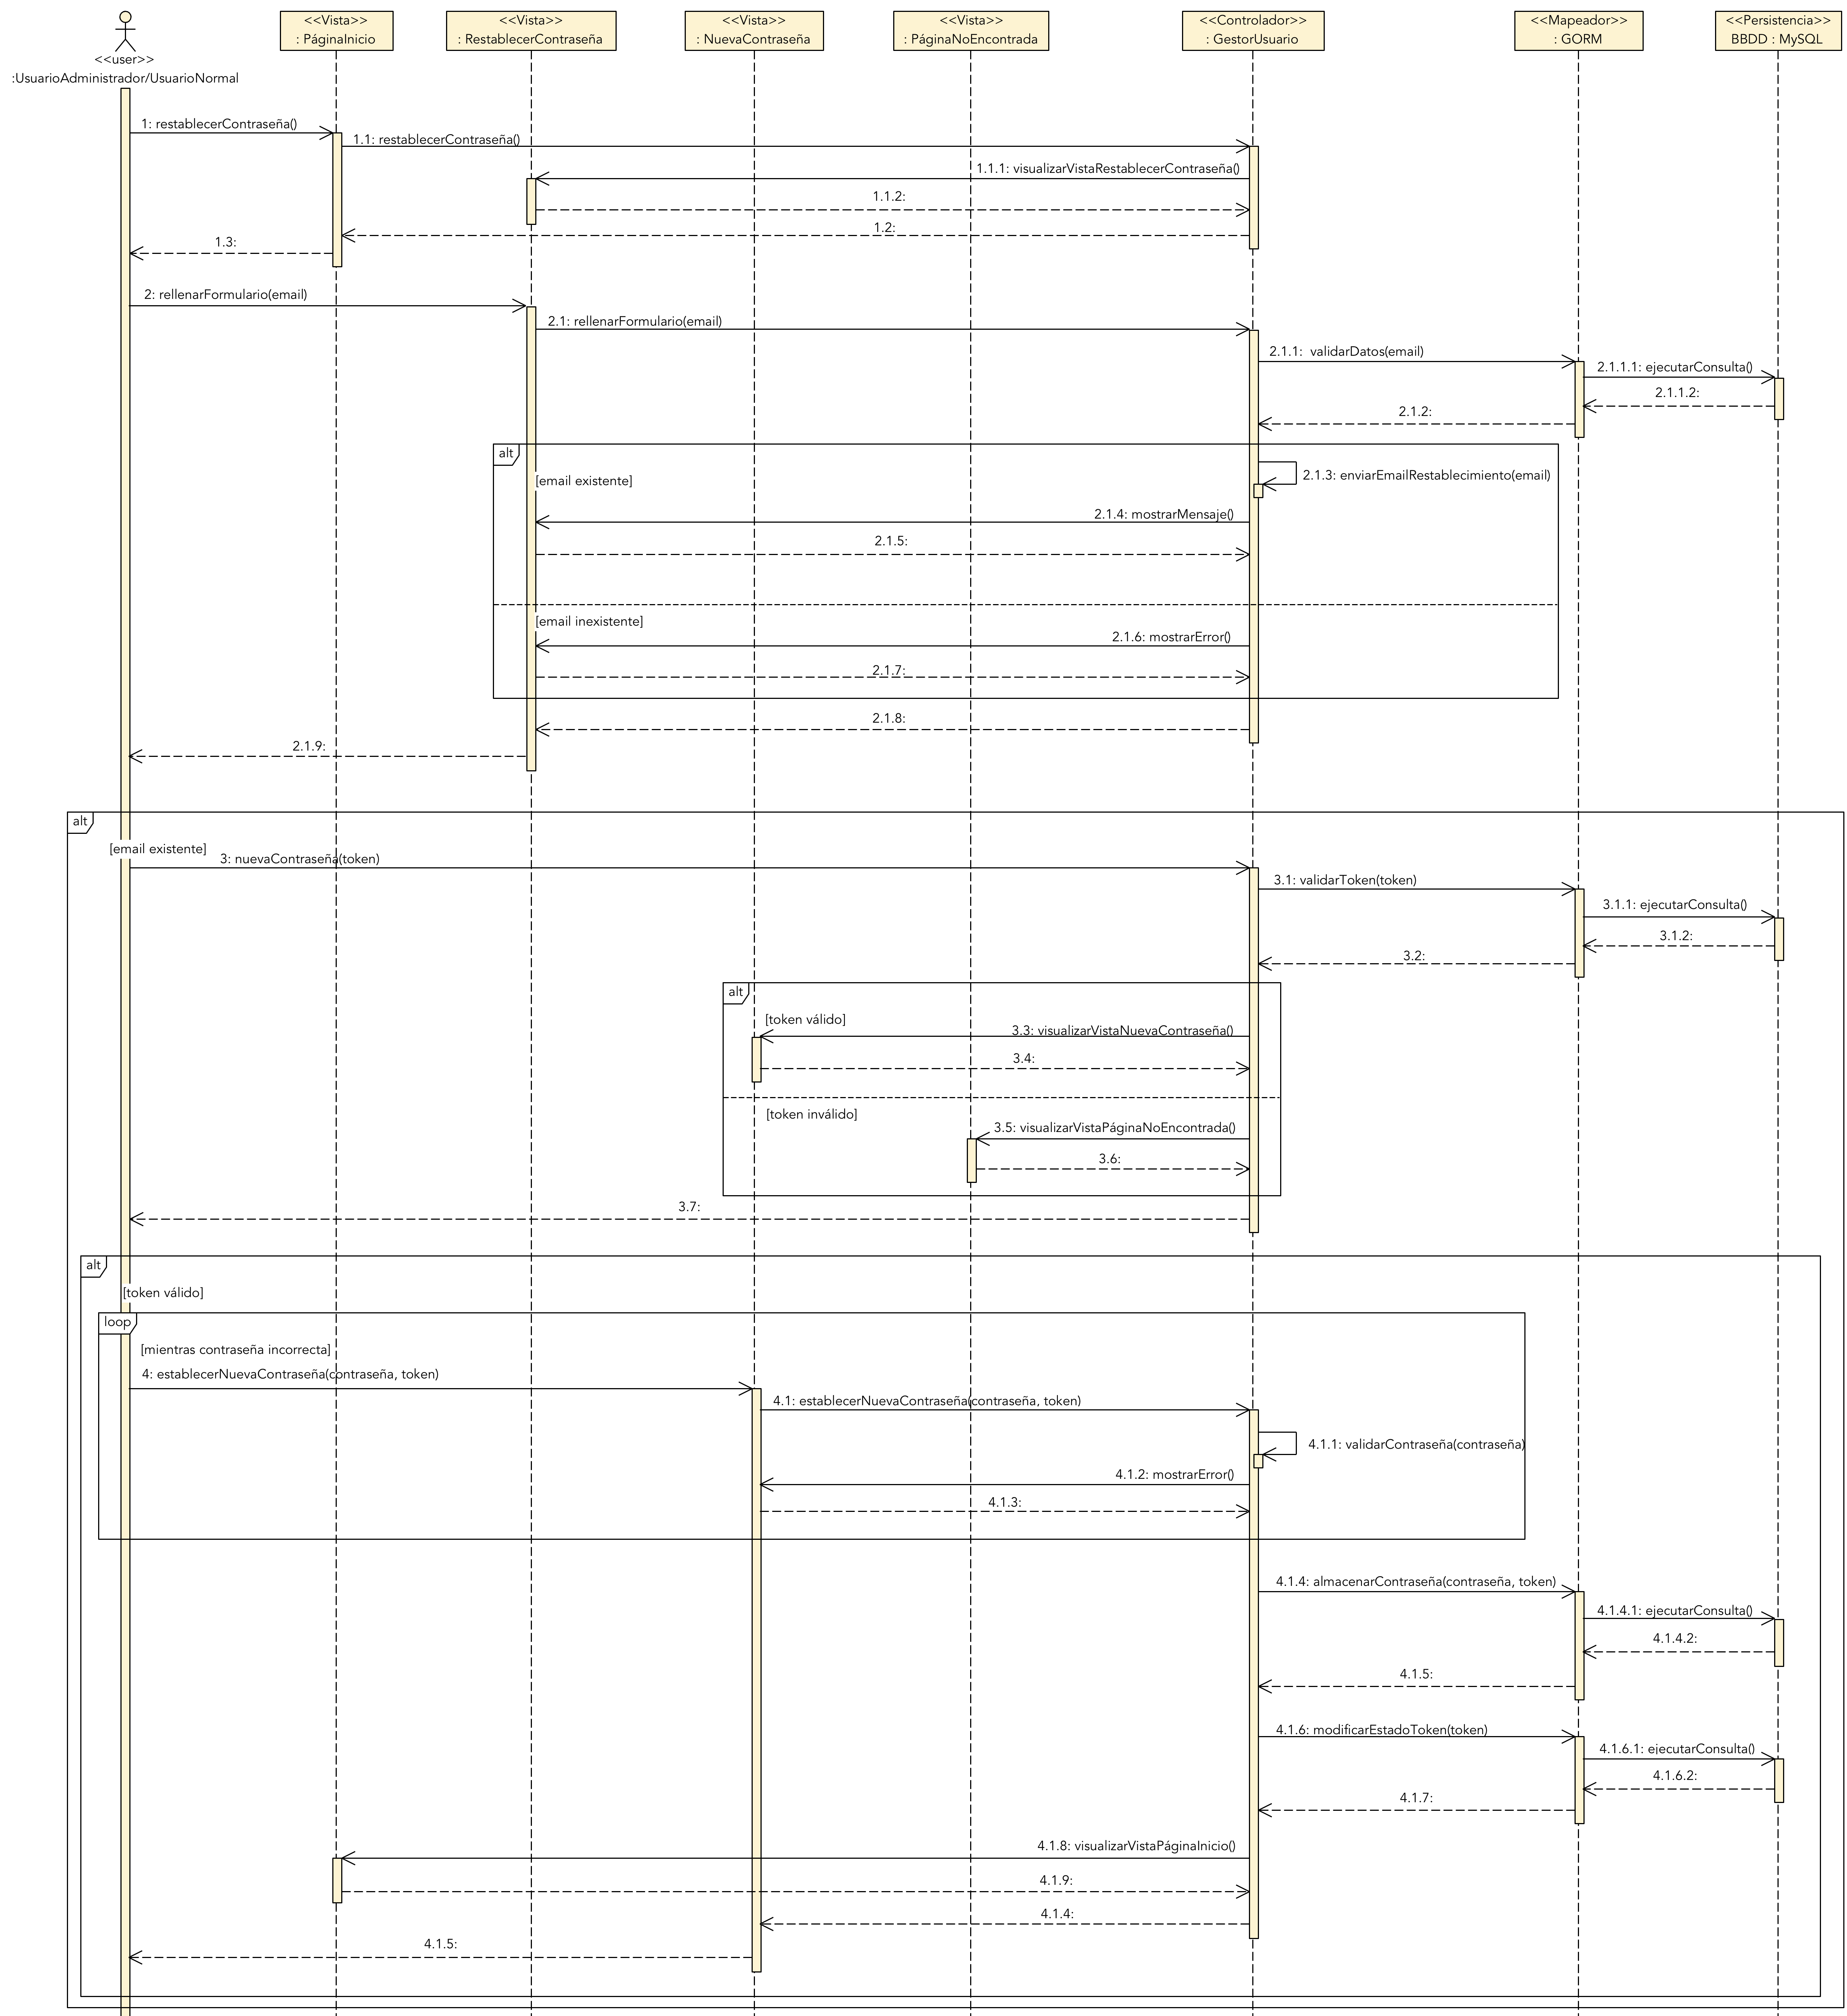 <<user>>
:UsuarioAdministrador/UsuarioNormal
<<Vista>>
: PáginaInicio
<<Vista>>
: RestablecerContraseña
<<Vista>>
: NuevaContraseña
<<Vista>>
: PáginaNoEncontrada
<<Controlador>>
: GestorUsuario
<<Mapeador>>
: GORM
<<Persistencia>>
BBDD : MySQL
1: restablecerContraseña()
1.1: restablecerContraseña()
1.1.1: visualizarVistaRestablecerContraseña()
1.1.2:
1.2:
1.3:
2: rellenarFormulario(email)
2.1: rellenarFormulario(email)
2.1.1:  validarDatos(email)
2.1.1.1: ejecutarConsulta()
2.1.1.2:
2.1.2:
alt
[email existente]
2.1.3: enviarEmailRestablecimiento(email)
2.1.4: mostrarMensaje()
2.1.5:
[email inexistente]
2.1.6: mostrarError()
2.1.7:
2.1.8:
2.1.9:
alt
[email existente]
3: nuevaContraseña(token)
3.1: validarToken(token)
3.1.1: ejecutarConsulta()
3.1.2:
3.2:
alt
[token válido]
3.3: visualizarVistaNuevaContraseña()
3.4:
[token inválido]
3.5: visualizarVistaPáginaNoEncontrada()
3.6:
3.7:
alt
[token válido]
loop
[mientras contraseña incorrecta]
4: establecerNuevaContraseña(contraseña, token)
4.1: establecerNuevaContraseña(contraseña, token)
4.1.1: validarContraseña(contraseña)
4.1.2: mostrarError()
4.1.3:
4.1.4: almacenarContraseña(contraseña, token)
4.1.4.1: ejecutarConsulta()
4.1.4.2:
4.1.5:
4.1.6: modificarEstadoToken(token)
4.1.6.1: ejecutarConsulta()
4.1.6.2:
4.1.7:
4.1.8: visualizarVistaPáginaInicio()
4.1.9:
4.1.4:
4.1.5: